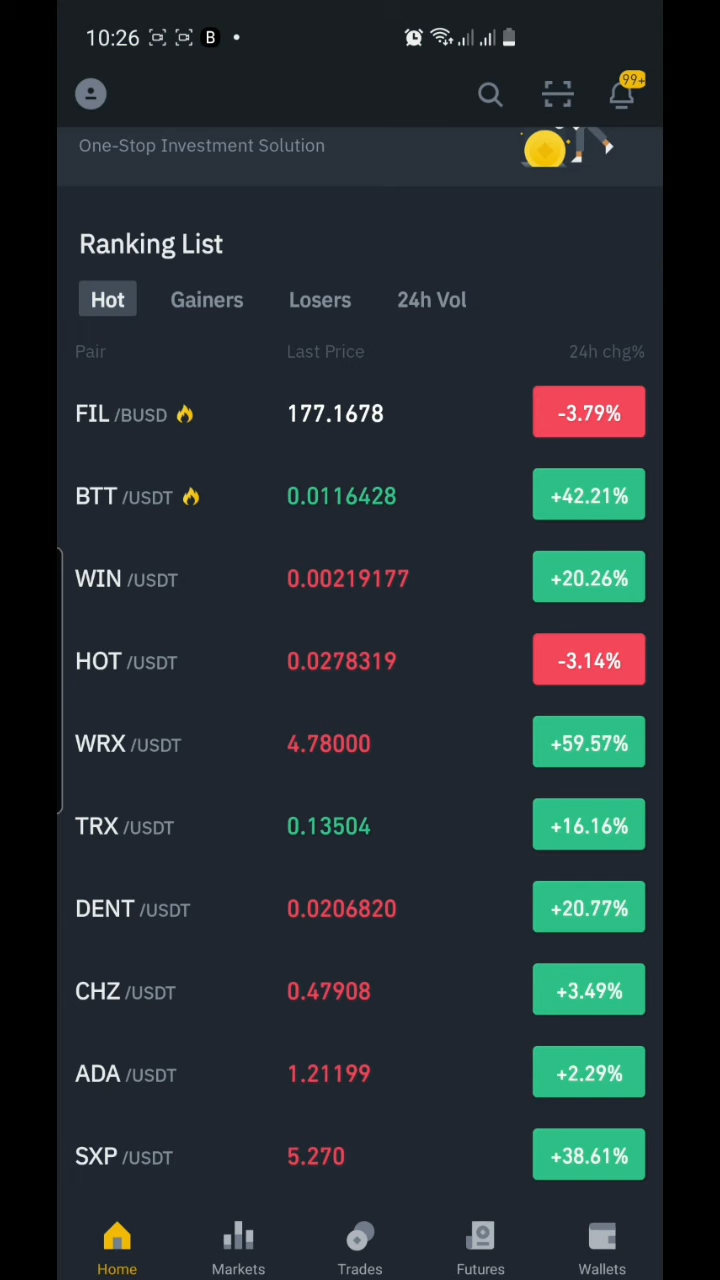 10:26 B
99+
One-Stop Investment Solution
Ranking List
Hot Gainers Losers 24h Vol
Pair Last Price 24h chg%
FIL /BUSD 177.1678 -3.79%
BTT /USDT 0.0116428 +42.21%
WIN /USDT 0.00219177 +20.26%
HOT /USDT 0.0278319 -3.14%
WRX /USDT 4.78000 +59.57%
TRX /USDT 0.13504 +16.16%
DENT /USDT 0.0206820 +20.77%
CHZ /USDT 0.47908 +3.49%
ADA /USDT 1.21199 +2.29%
SXP /USDT 5.270 +38.61%
Home Markets Trades Futures Wallets